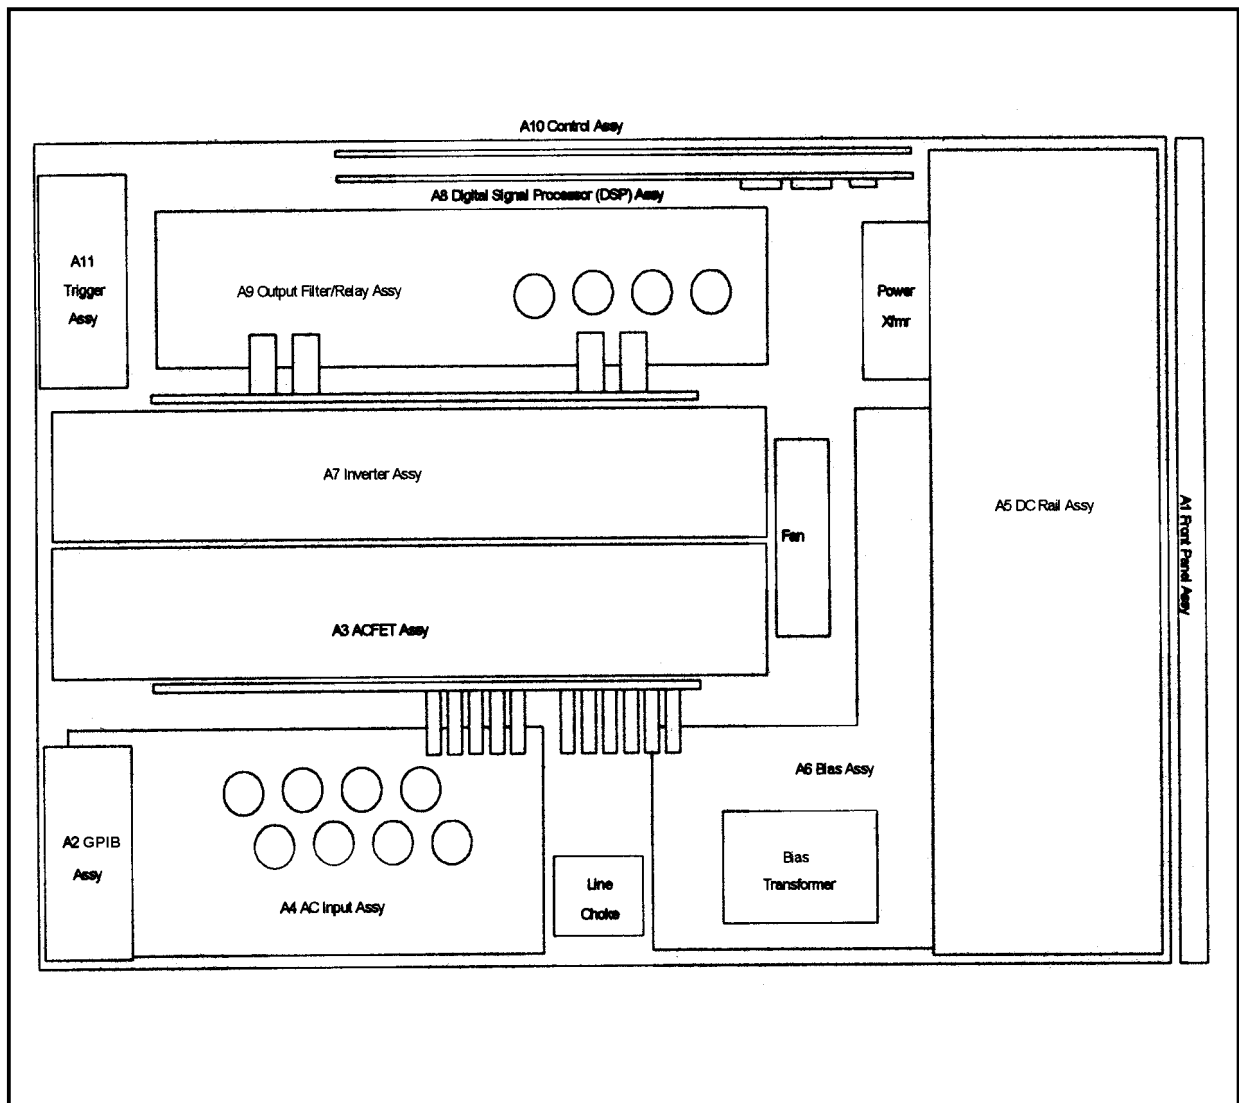 A10 Control Assy
A8 Digital Signal Processor (DSP) Assy
A11
Trigger
Assy
A9 Output Filter/Relay Assy
Power
Xfmr
A7 Inverter Assy
Fan
A5 DC Rail Assy
A1 Front Panel Assy
A3 ACFET Assy
A6 Bias Assy
A2 GPIB
Assy
A4 AC Input Assy
Line
Choke
Bias
Transformer